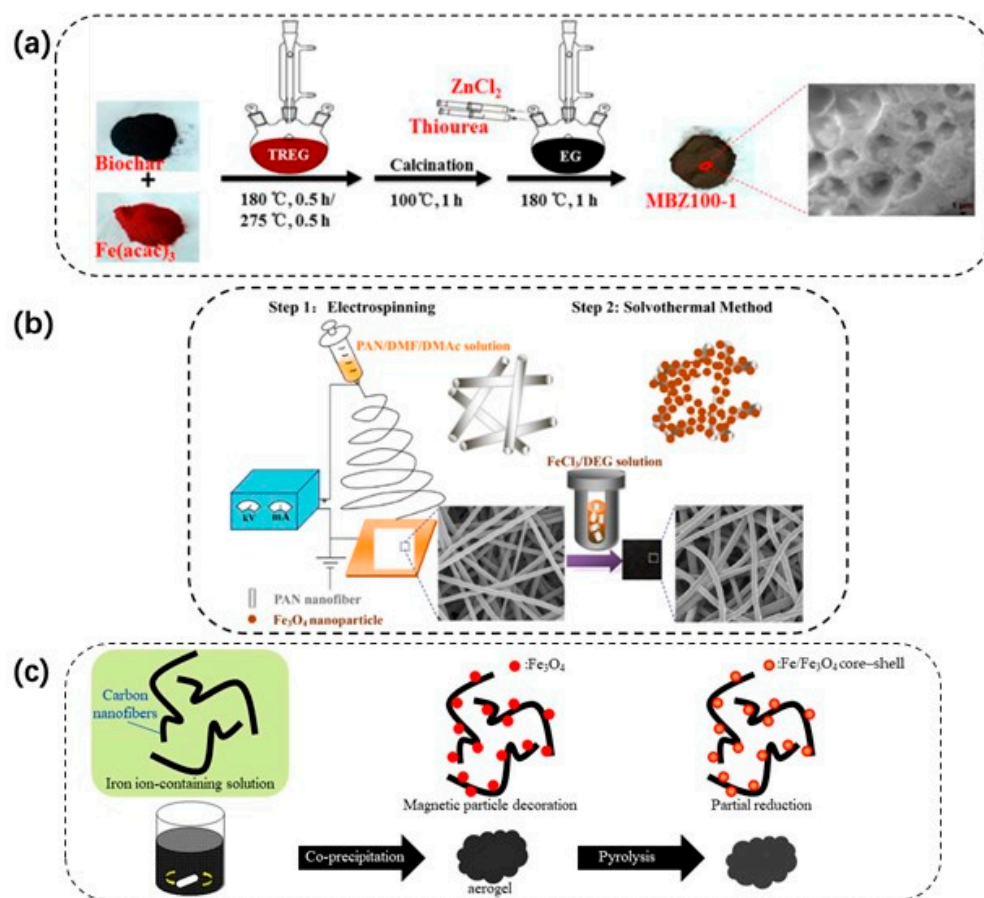 (a)
Biochar
+
Fe(acac)3
TREG
180 ℃, 0.5 h/
275 ℃, 0.5 h
Calcination
100℃, 1 h
ZnCl2
Thiourea
EG
180 ℃, 1 h
MBZ100-1
(b)
Step 1: Electrospinning
Step 2: Solvothermal Method
PAN/DMF/DMAc solution
FeCl3/DEG solution
kV
mA
PAN nanofiber
Fe3O4 nanoparticle
(c)
Carbon
nanofibers
Iron ion-containing solution
:Fe3O4
Magnetic particle decoration
:Fe/Fe3O4 core–shell
Partial reduction
Co-precipitation
aerogel
Pyrolysis